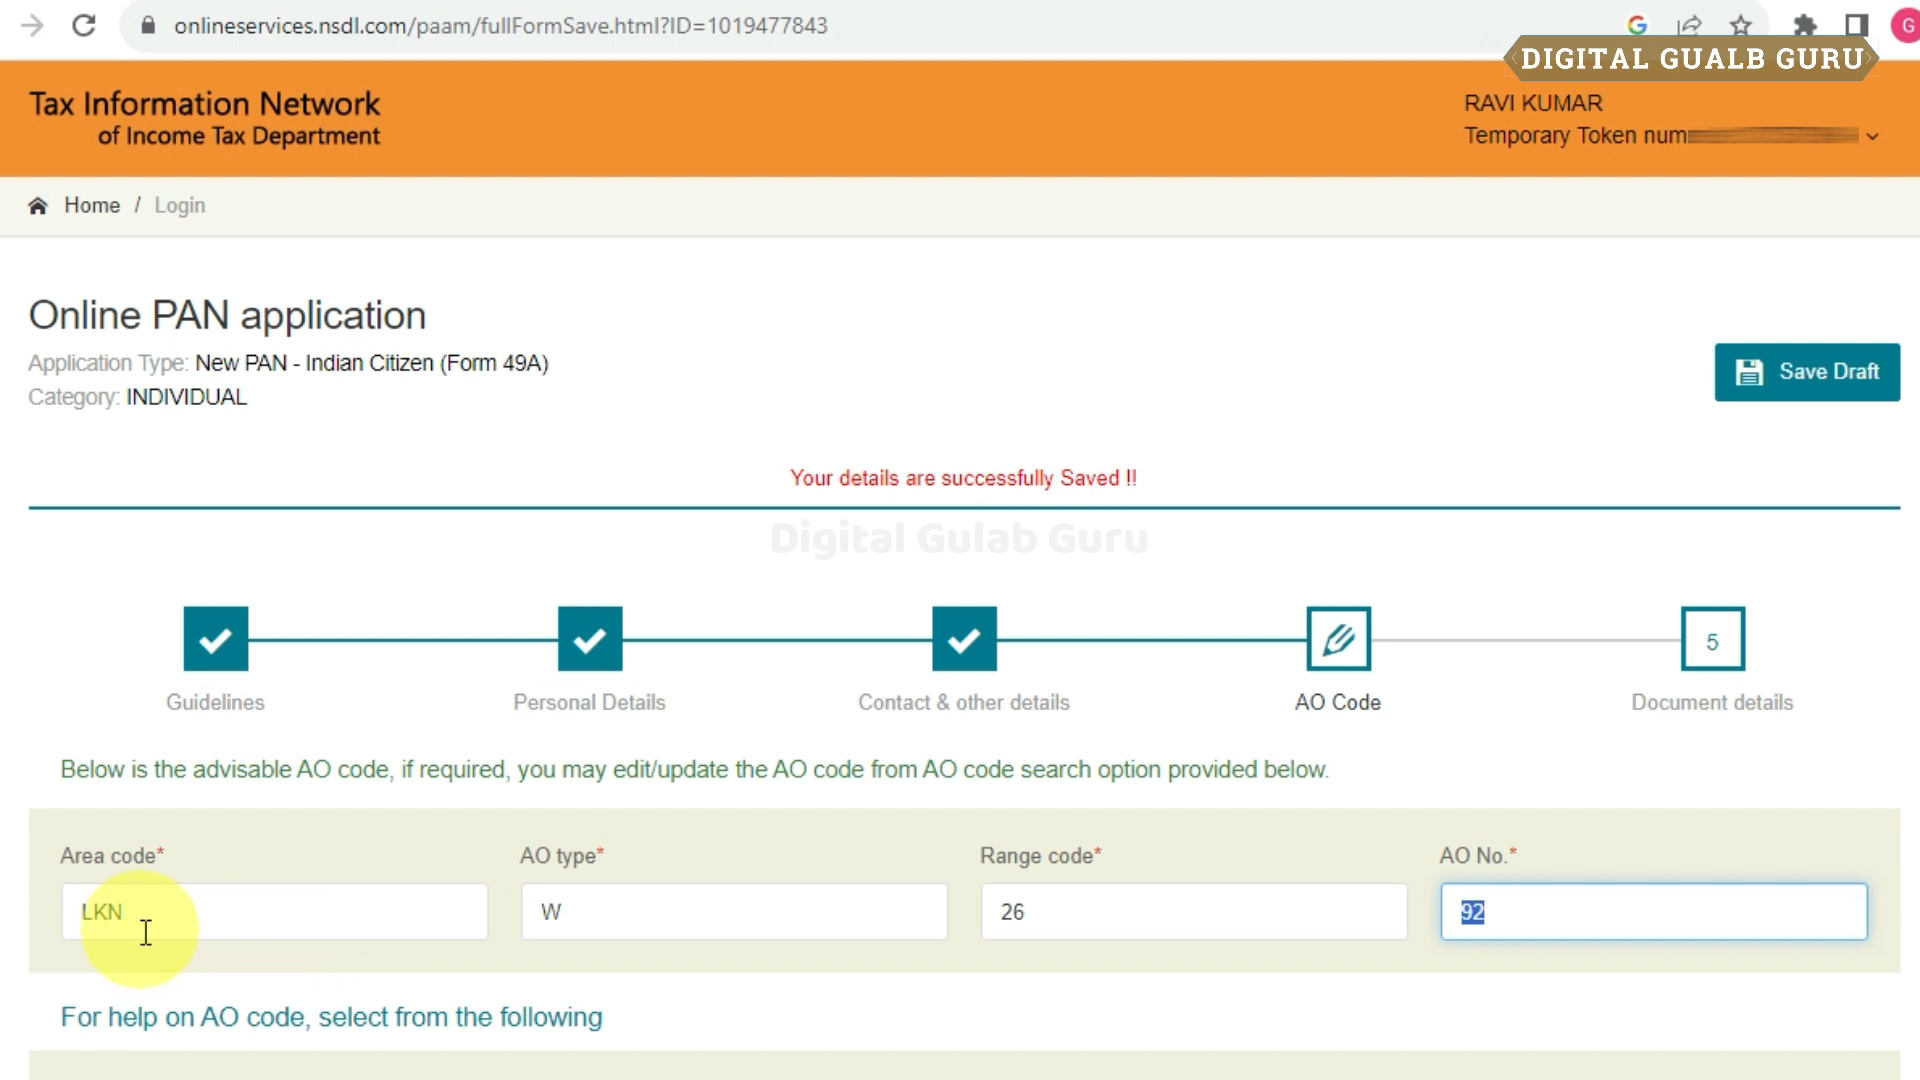 onlineservices.nsdl.com/paam/fullFormSave.html?ID=1019477843
G
G
DIGITAL GUALB GURU
Tax Information Network
of Income Tax Department
RAVI KUMAR
Temporary Token num
Home / Login
Online PAN application
Application Type: New PAN - Indian Citizen (Form 49A)
Category: INDIVIDUAL
Save Draft
Your details are successfully Saved !!
Digital Gulab Guru
5
Guidelines
Personal Details
Contact & other details
AO Code
Document details
Below is the advisable AO code, if required, you may edit/update the AO code from AO code search option provided below.
Area code*
AO type*
Range code*
AO No.*
LKN
W
26
92
For help on AO code, select from the following